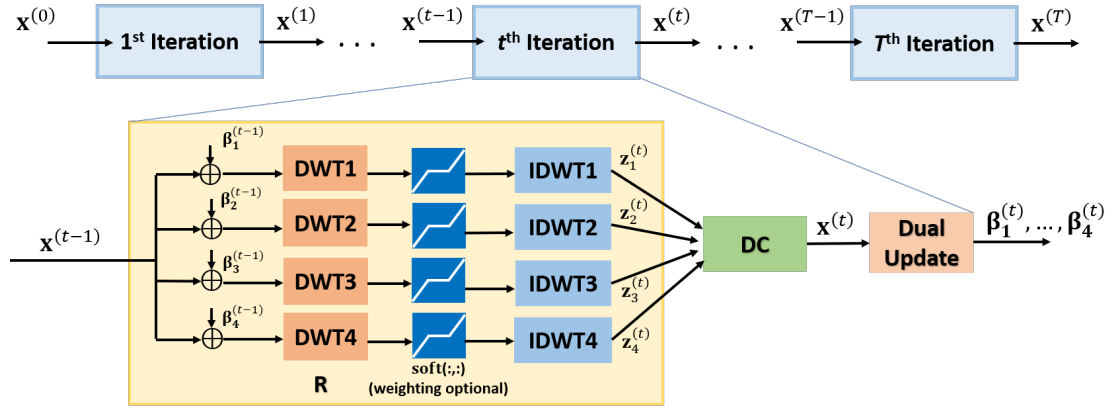 𝐱^(0) 1st Iteration 𝐱^(1) . . . 𝐱^(t−1) tth Iteration 𝐱^(t) . . . 𝐱^(T−1) Tth Iteration 𝐱^(T)
β₁^(t−1)
DWT1 IDWT1 𝐳₁^(t)
β₂^(t−1)
DWT2 IDWT2 𝐳₂^(t)
𝐱^(t−1) DC 𝐱^(t) Dual Update β₁^(t), ..., β₄^(t)
β₃^(t−1)
DWT3 IDWT3 𝐳₃^(t)
β₄^(t−1)
DWT4 IDWT4 𝐳₄^(t)
soft(:,:)
R (weighting optional)